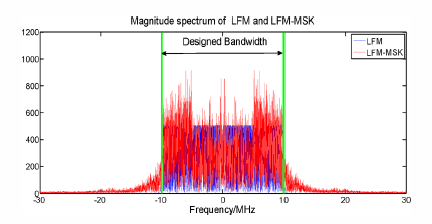 Magnitude spectrum of LFM and LFM-MSK
1200
1000
800
600
400
200
0
Designed Bandwidth
LFM
LFM-MSK
-30 -20 -10 0 10 20 30
Frequency/MHz